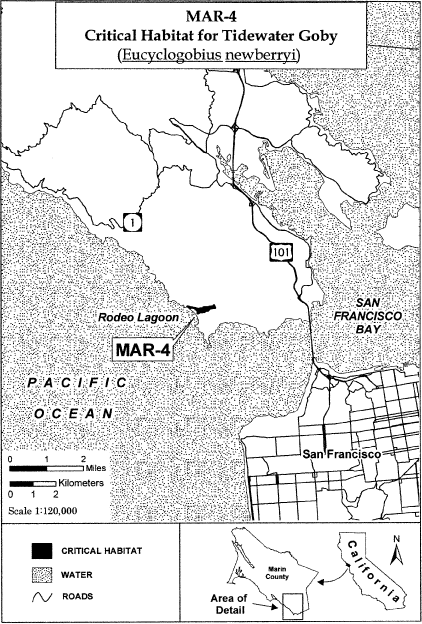 MAR-4
Critical Habitat for Tidewater Goby
(Eucyclogobius newberryi)
1
101
Rodeo Lagoon
MAR-4
SAN
FRANCISCO
BAY
PACIFIC
OCEAN
San Francisco
0 1 2
Miles
Kilometers
0 1 2
Scale 1:120,000
CRITICAL HABITAT
WATER
ROADS
Marin
County
Area of
Detail
California
N